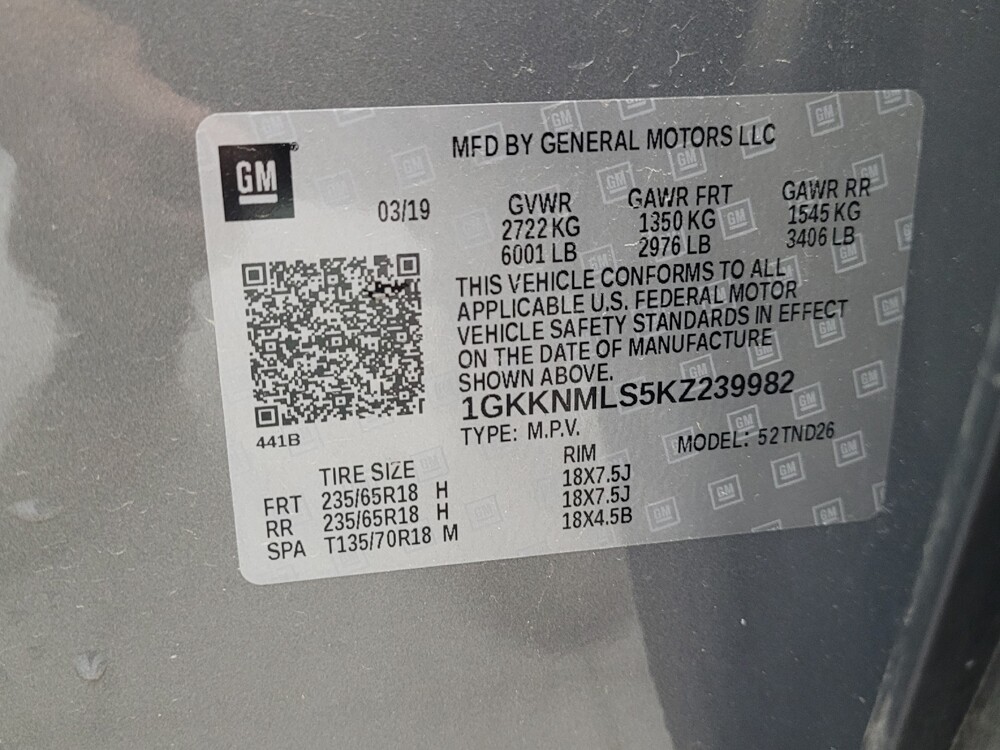 GM
MFD BY GENERAL MOTORS LLC
03/19
GVWR GAWR FRT GAWR RR
2722 KG 1350 KG 1545 KG
6001 LB 2976 LB 3406 LB
THIS VEHICLE CONFORMS TO ALL
APPLICABLE U.S. FEDERAL MOTOR
VEHICLE SAFETY STANDARDS IN EFFECT
ON THE DATE OF MANUFACTURE
SHOWN ABOVE.
1GKKNMLS5KZ239982
441B
TYPE: M.P.V. MODEL: 52TND26
TIRE SIZE RIM
FRT 235/65R18 H 18X7.5J
RR 235/65R18 H 18X7.5J
SPA T135/70R18 M 18X4.5B